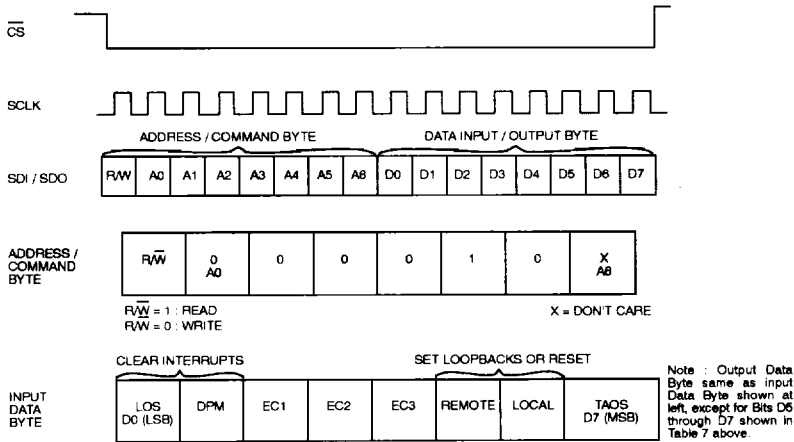 CS
SCLK
ADDRESS / COMMAND BYTE
DATA INPUT / OUTPUT BYTE
SDI / SDO
R/W A0 A1 A2 A3 A4 A5 A6 D0 D1 D2 D3 D4 D5 D6 D7
ADDRESS /
COMMAND
BYTE
R/W 0 0 0 0 1 0 X
A0 A6
R/W = 1 : READ
R/W = 0 : WRITE
X = DON'T CARE
CLEAR INTERRUPTS
SET LOOPBACKS OR RESET
INPUT
DATA
BYTE
LOS DPM EC1 EC2 EC3 REMOTE LOCAL TAOS
D0 (LSB) D7 (MSB)
Note : Output Data
Byte same as input
Data Byte shown at
left, except for Bits D5
through D7 shown in
Table 7 above.